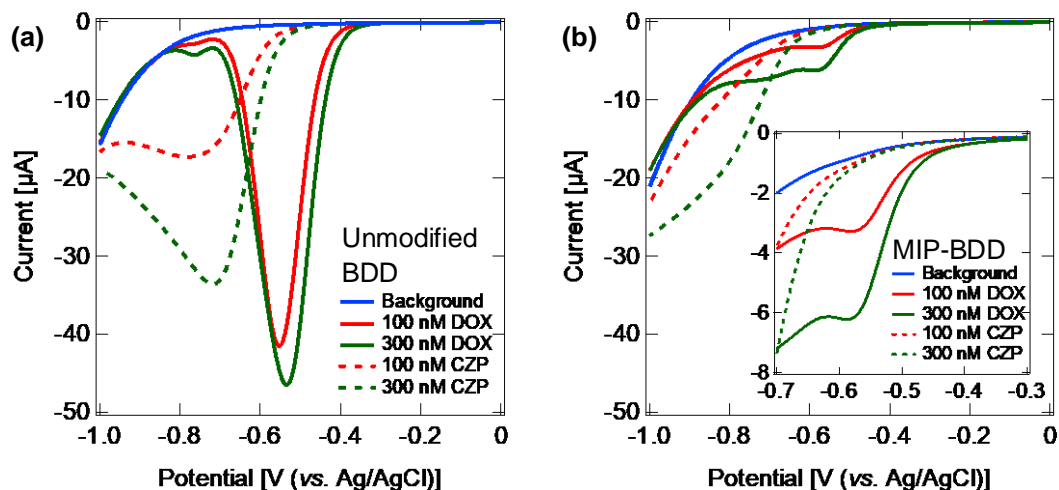 (a)
0
-10
-20
-30
-40
-50
Current [µA]
-1.0
-0.8
-0.6
-0.4
-0.2
0
Potential [V (vs. Ag/AgCl)]
Unmodified
BDD
Background
100 nM DOX
300 nM DOX
100 nM CZP
300 nM CZP
(b)
0
-10
-20
-30
-40
-50
Current [µA]
-1.0
-0.8
-0.6
-0.4
-0.2
0
Potential [V (vs. Ag/AgCl)]
0
-2
-4
-6
-8
-0.7
-0.6
-0.5
-0.4
-0.3
MIP-BDD
Background
100 nM DOX
300 nM DOX
100 nM CZP
300 nM CZP